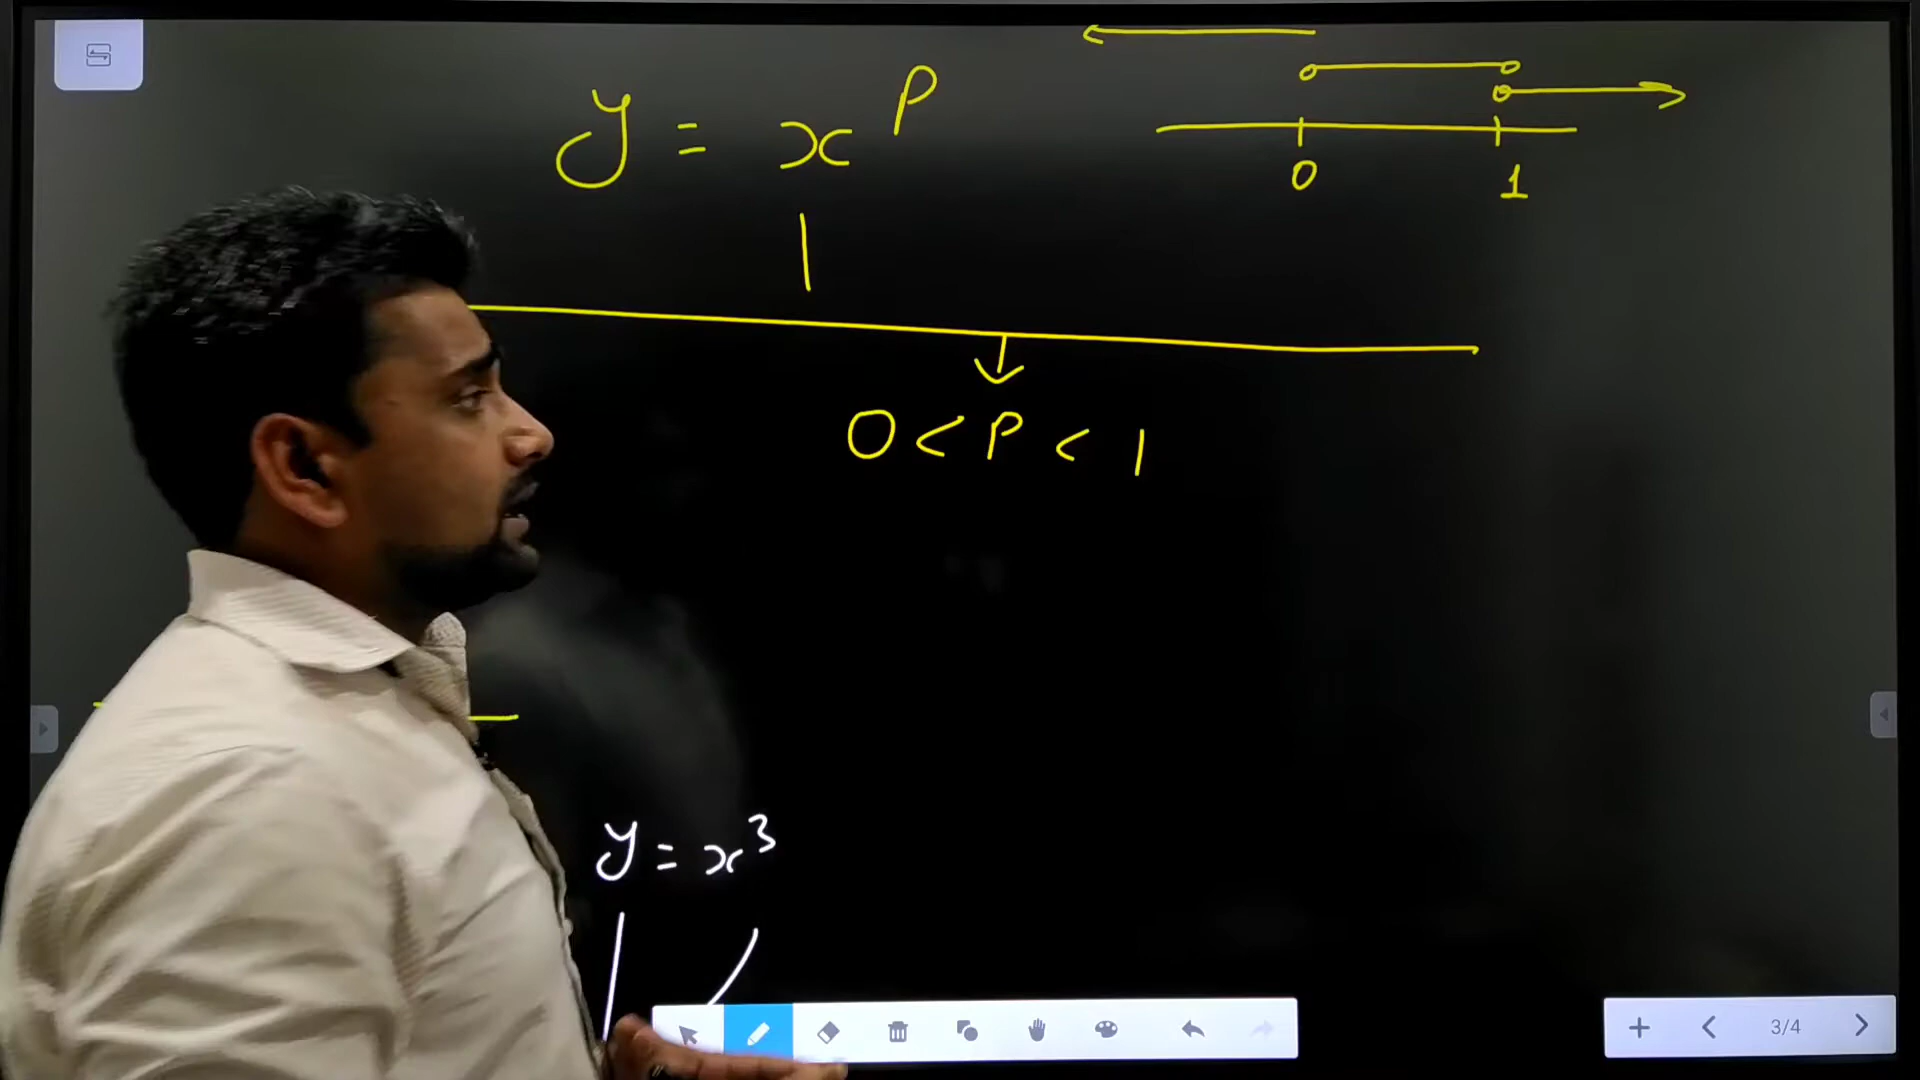 y = x^p
0 1
0 < p < 1
y = x^3
3/4